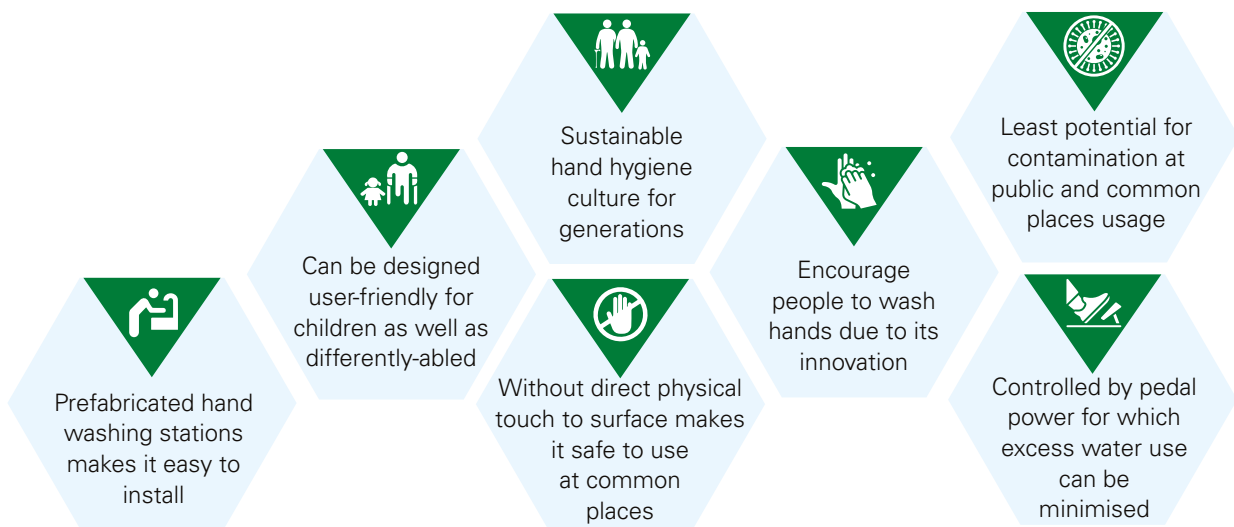 Prefabricated hand
washing stations
makes it easy to
install
Can be designed
user-friendly for
children as well as
differently-abled
Sustainable
hand hygiene
culture for
generations
Without direct physical
touch to surface makes
it safe to use
at common
places
Encourage
people to wash
hands due to its
innovation
Least potential for
contamination at
public and common
places usage
Controlled by pedal
power for which
excess water use
can be
minimised